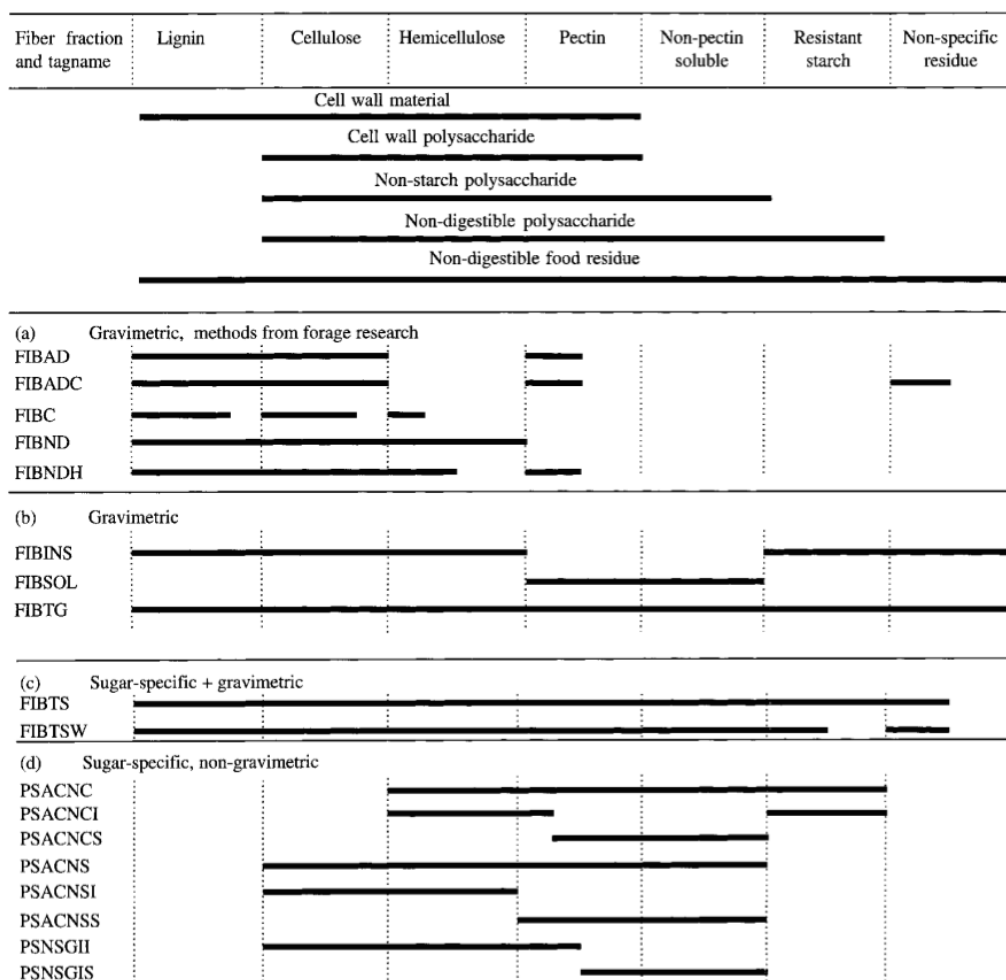 Fiber fraction and tagname
Lignin
Cellulose
Hemicellulose
Pectin
Non-pectin soluble
Resistant starch
Non-specific residue
Cell wall material
Cell wall polysaccharide
Non-starch polysaccharide
Non-digestible polysaccharide
Non-digestible food residue
(a) Gravimetric, methods from forage research
FIBAD
FIBADC
FIBC
FIBND
FIBNDH
(b) Gravimetric
FIBINS
FIBSOL
FIBTG
(c) Sugar-specific + gravimetric
FIBTS
FIBTSW
(d) Sugar-specific, non-gravimetric
PSACNC
PSACNCI
PSACNCS
PSACNS
PSACNSI
PSACNSS
PSNSGII
PSNSGIS